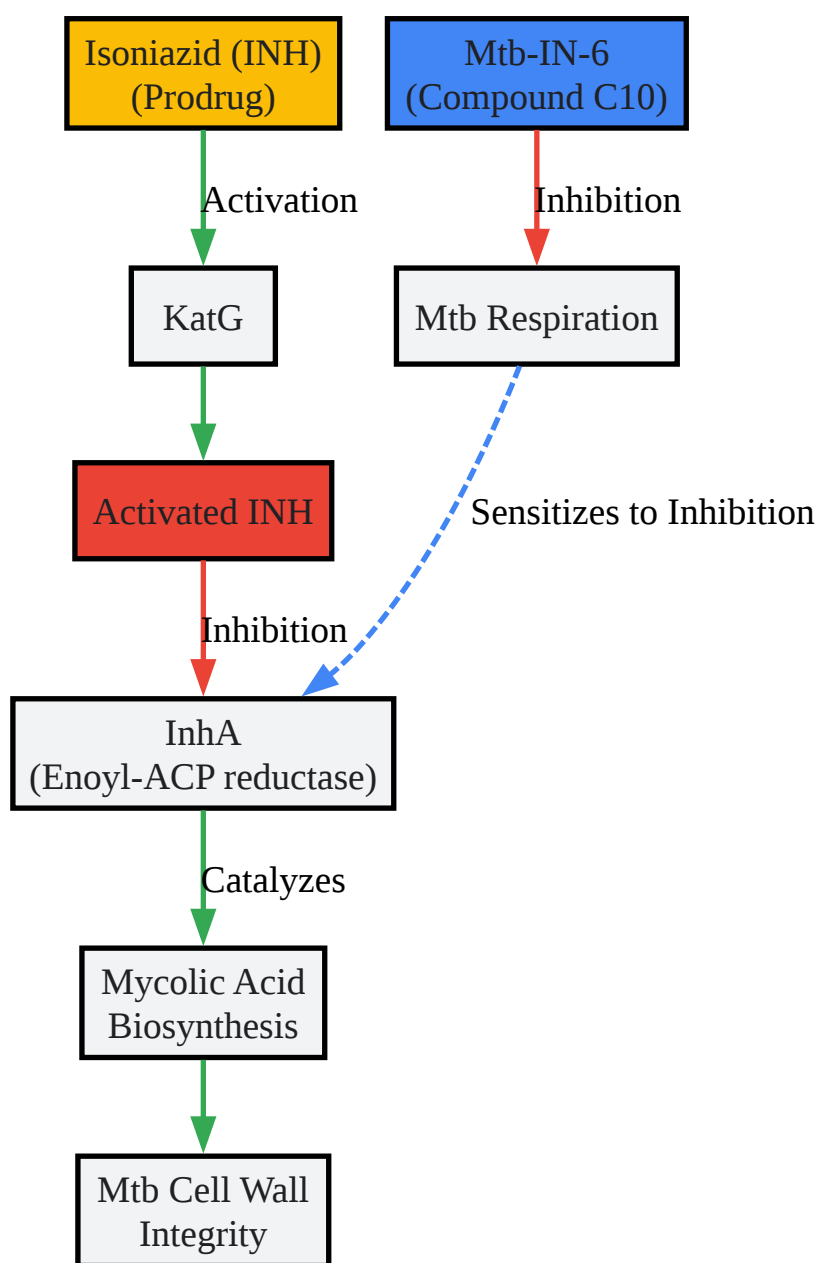 Isoniazid (INH)
(Prodrug)
Mtb-IN-6
(Compound C10)
Activation
Inhibition
KatG
Mtb Respiration
Activated INH
Sensitizes to Inhibition
Inhibition
InhA
(Enoyl-ACP reductase)
Catalyzes
Mycolic Acid
Biosynthesis
Mtb Cell Wall
Integrity